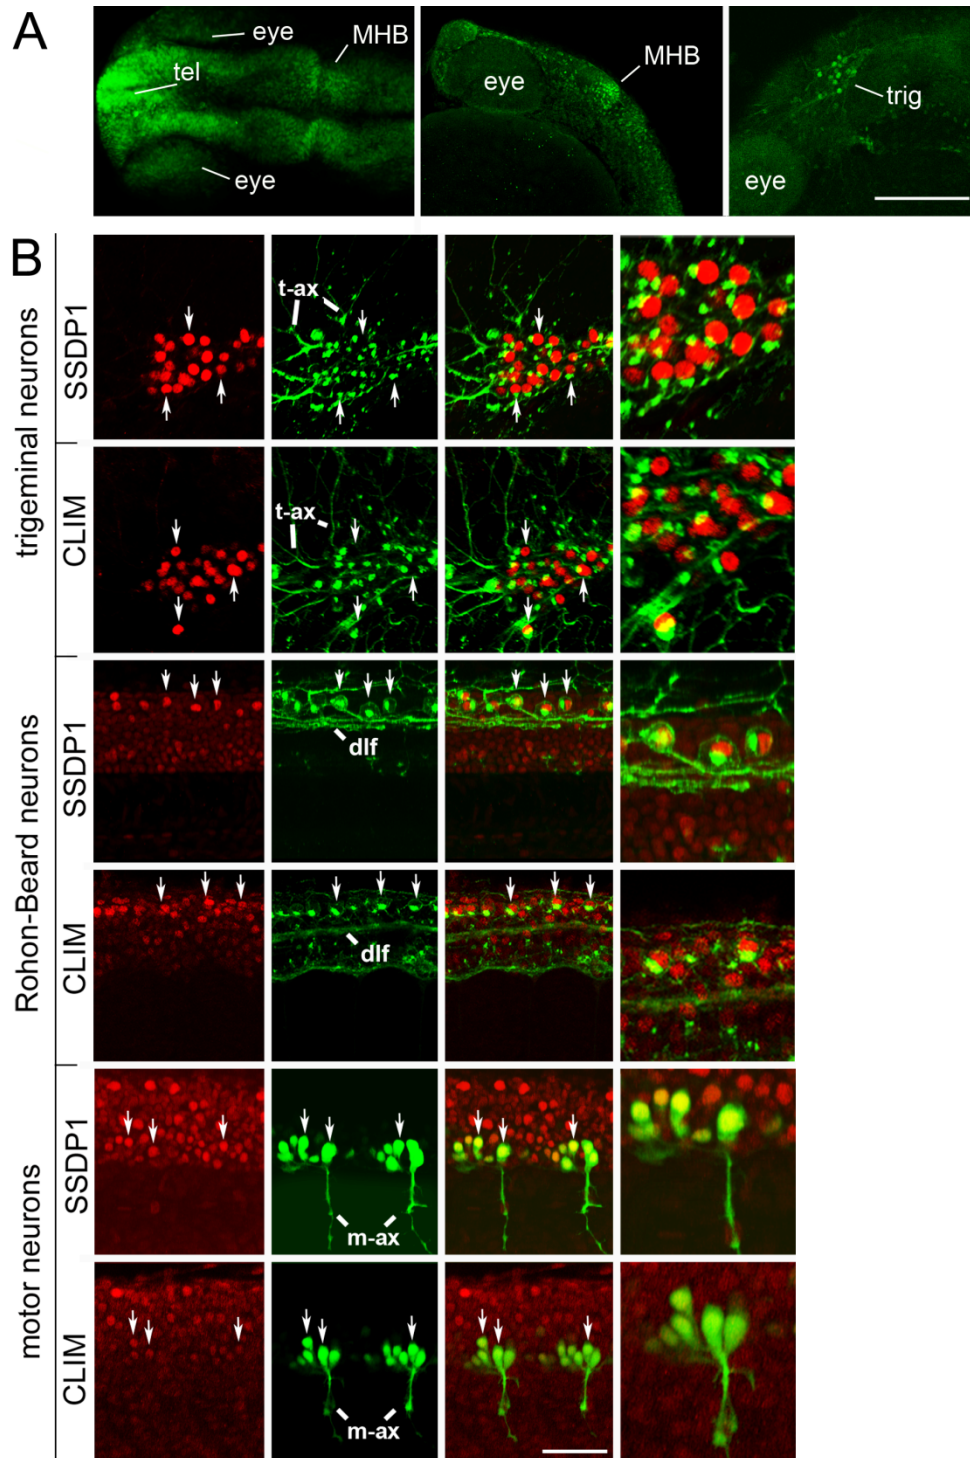 A
eye
MHB
tel
eye
eye
MHB
eye
trig
B
trigeminal neurons
SSDP1
t-ax
CLIM
t-ax
Rohon-Beard neurons
SSDP1
dlf
CLIM
dlf
motor neurons
SSDP1
m-ax
CLIM
m-ax